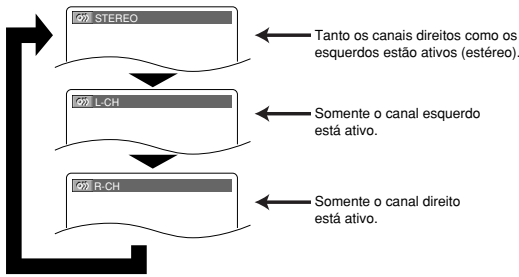 STEREO
Tanto os canais direitos como os
esquerdos estão ativos (estéreo).
L-CH
Somente o canal esquerdo
está ativo.
R-CH
Somente o canal direito
está ativo.